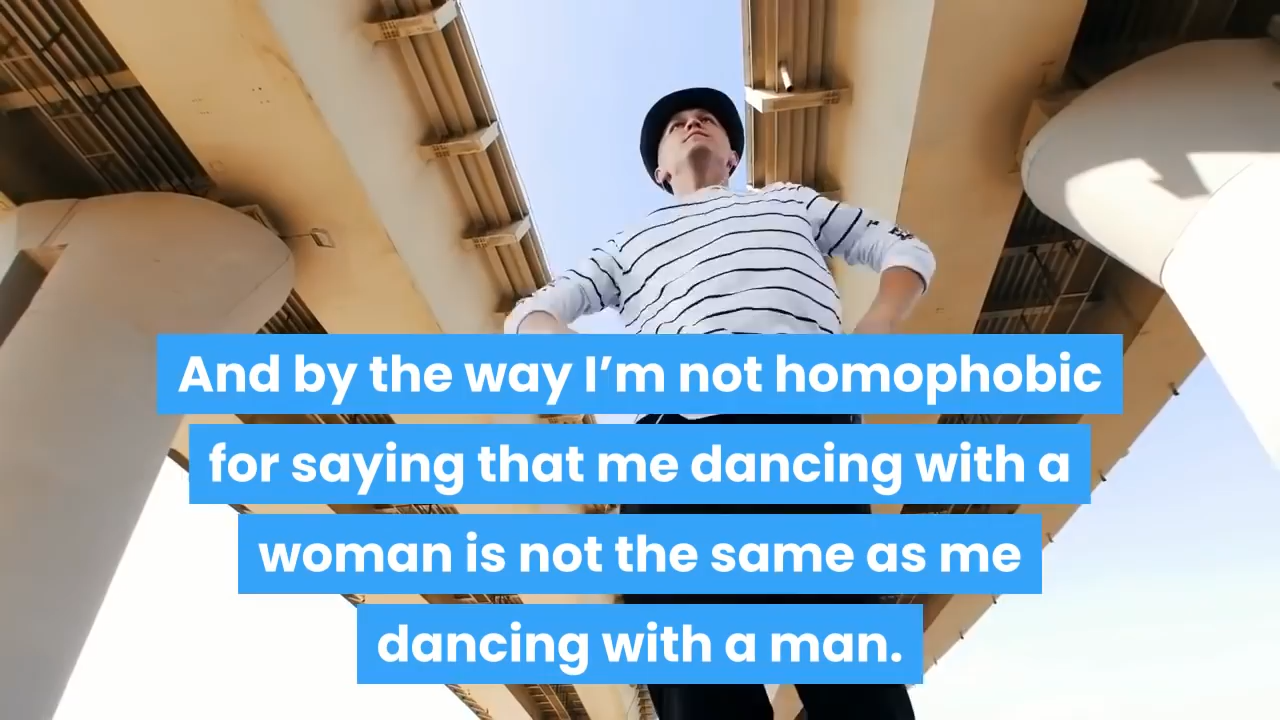 And by the way I’m not homophobic
for saying that me dancing with a
woman is not the same as me
dancing with a man.